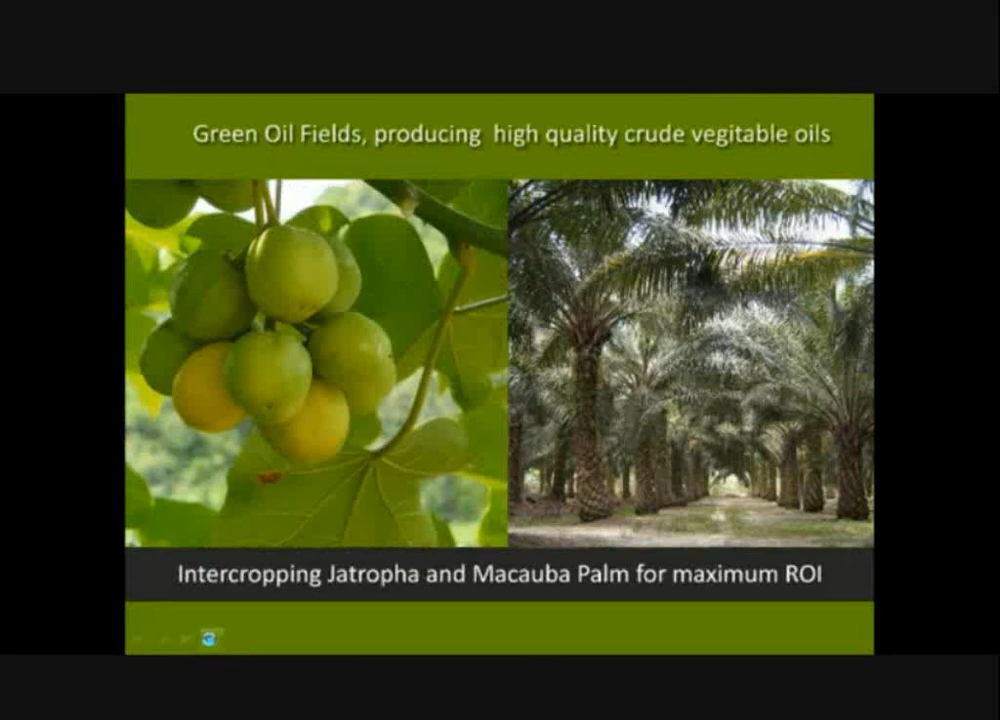 Green Oil Fields, producing high quality crude vegitable oils
Intercropping Jatropha and Macauba Palm for maximum ROI